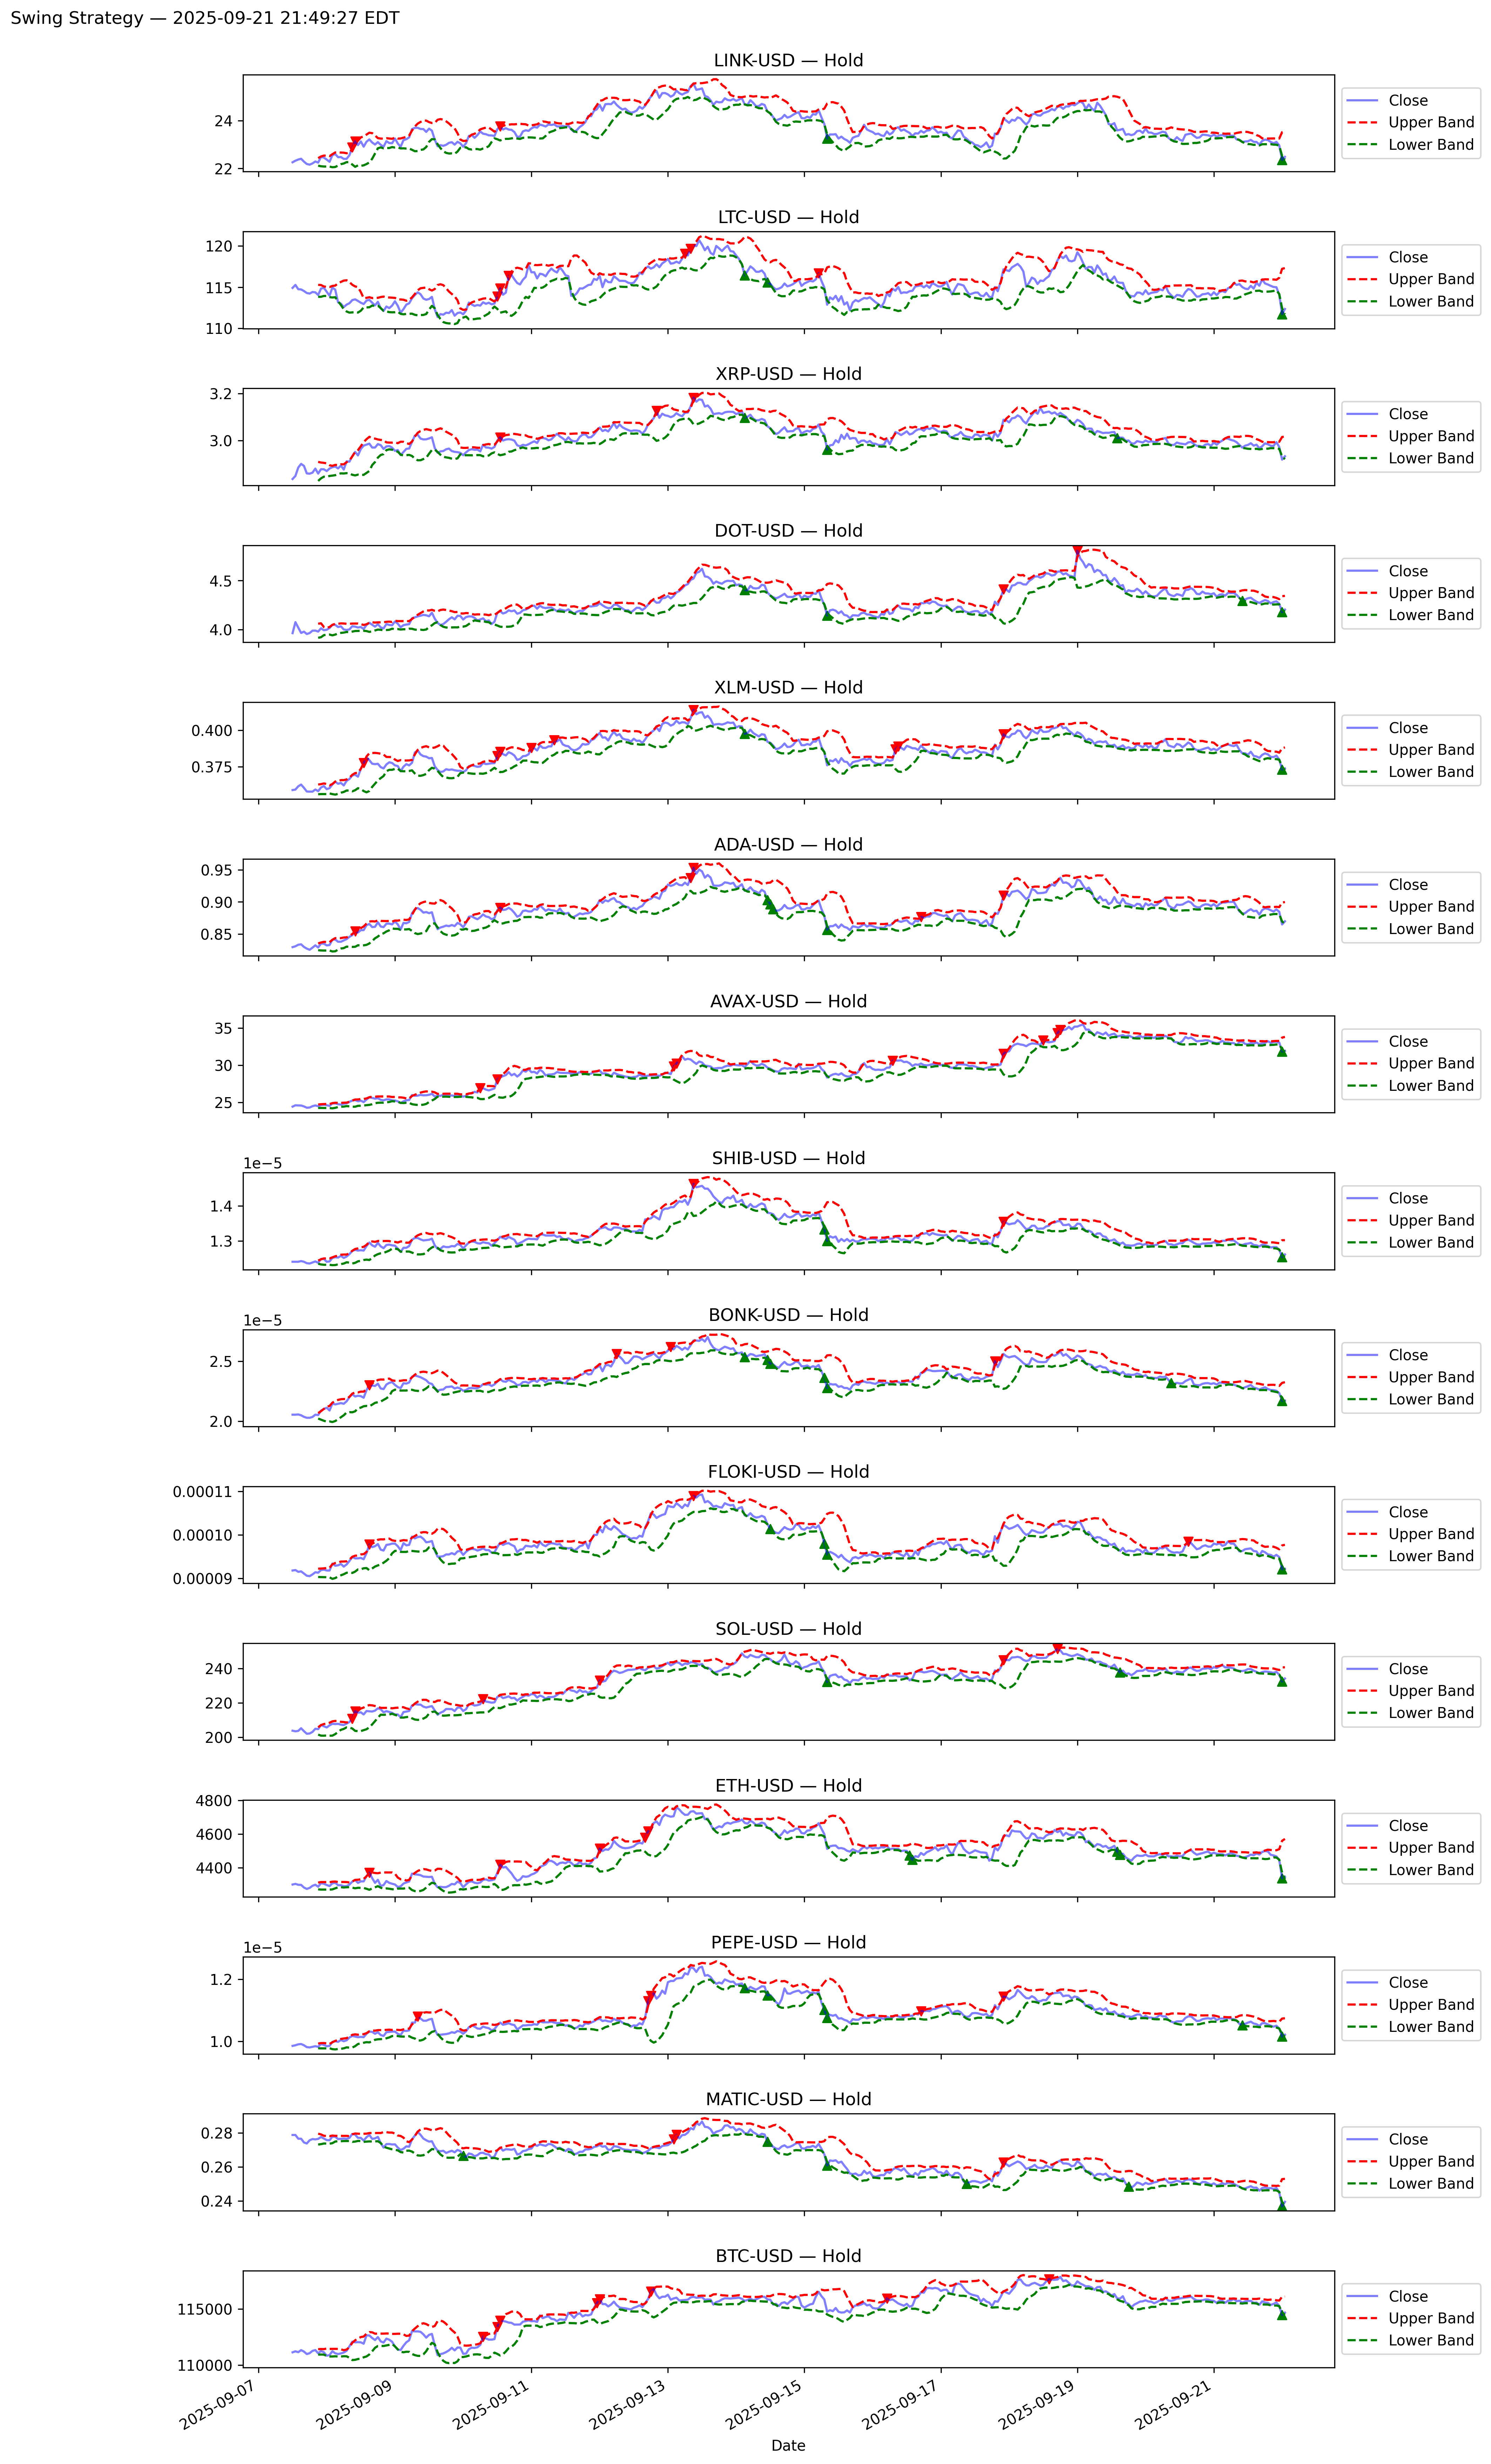 Swing Strategy — 2025-09-21 21:49:27 EDT
LINK-USD — Hold
24
22
Close
Upper Band
Lower Band
LTC-USD — Hold
120
115
110
Close
Upper Band
Lower Band
XRP-USD — Hold
3.2
3.0
Close
Upper Band
Lower Band
DOT-USD — Hold
4.5
4.0
Close
Upper Band
Lower Band
XLM-USD — Hold
0.400
0.375
Close
Upper Band
Lower Band
ADA-USD — Hold
0.95
0.90
0.85
Close
Upper Band
Lower Band
AVAX-USD — Hold
35
30
25
Close
Upper Band
Lower Band
SHIB-USD — Hold
1e−5
1.4
1.3
Close
Upper Band
Lower Band
BONK-USD — Hold
1e−5
2.5
2.0
Close
Upper Band
Lower Band
FLOKI-USD — Hold
0.00011
0.00010
0.00009
Close
Upper Band
Lower Band
SOL-USD — Hold
240
220
200
Close
Upper Band
Lower Band
ETH-USD — Hold
4800
4600
4400
Close
Upper Band
Lower Band
PEPE-USD — Hold
1e−5
1.2
1.0
Close
Upper Band
Lower Band
MATIC-USD — Hold
0.28
0.26
0.24
Close
Upper Band
Lower Band
BTC-USD — Hold
115000
110000
Close
Upper Band
Lower Band
2025-09-07
2025-09-09
2025-09-11
2025-09-13
2025-09-15
2025-09-17
2025-09-19
2025-09-21
Date